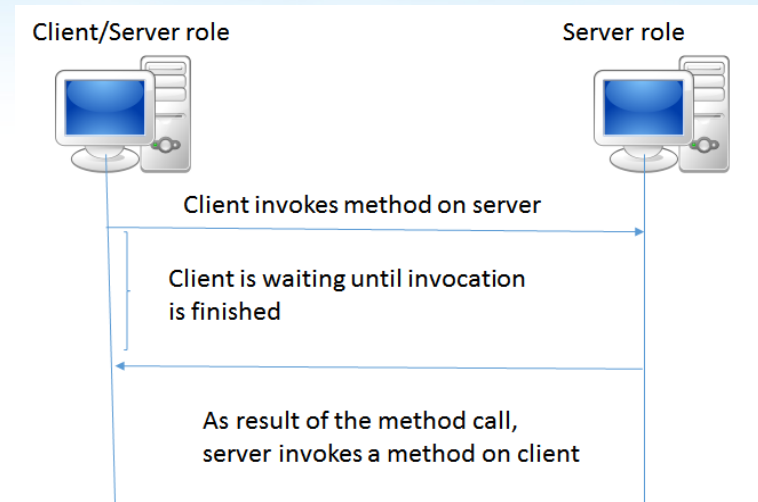 Client/Server role
Server role
Client invokes method on server
Client is waiting until invocation
is finished
As result of the method call,
server invokes a method on client